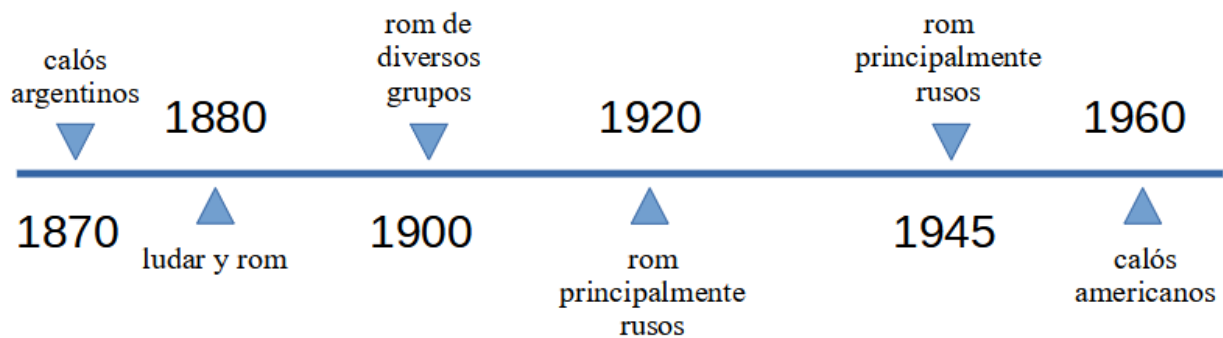 calós
argentinos
1870
1880
ludar y rom
rom de
diversos
grupos
1900
1920
rom
principalmente
rusos
rom
principalmente
rusos
1945
1960
calós
americanos